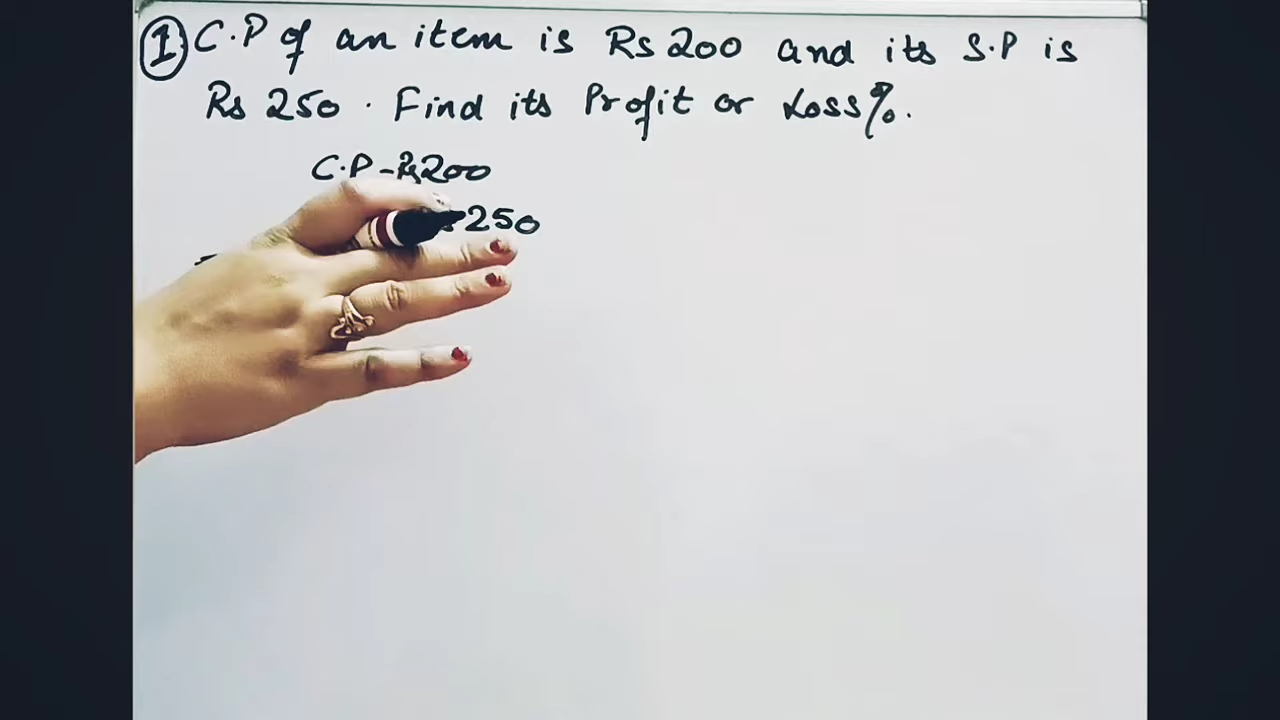 1 C.P of an item is Rs 200 and its S.P is
Rs 250 . Find its Profit or Loss%.
C.P - Rs200
250